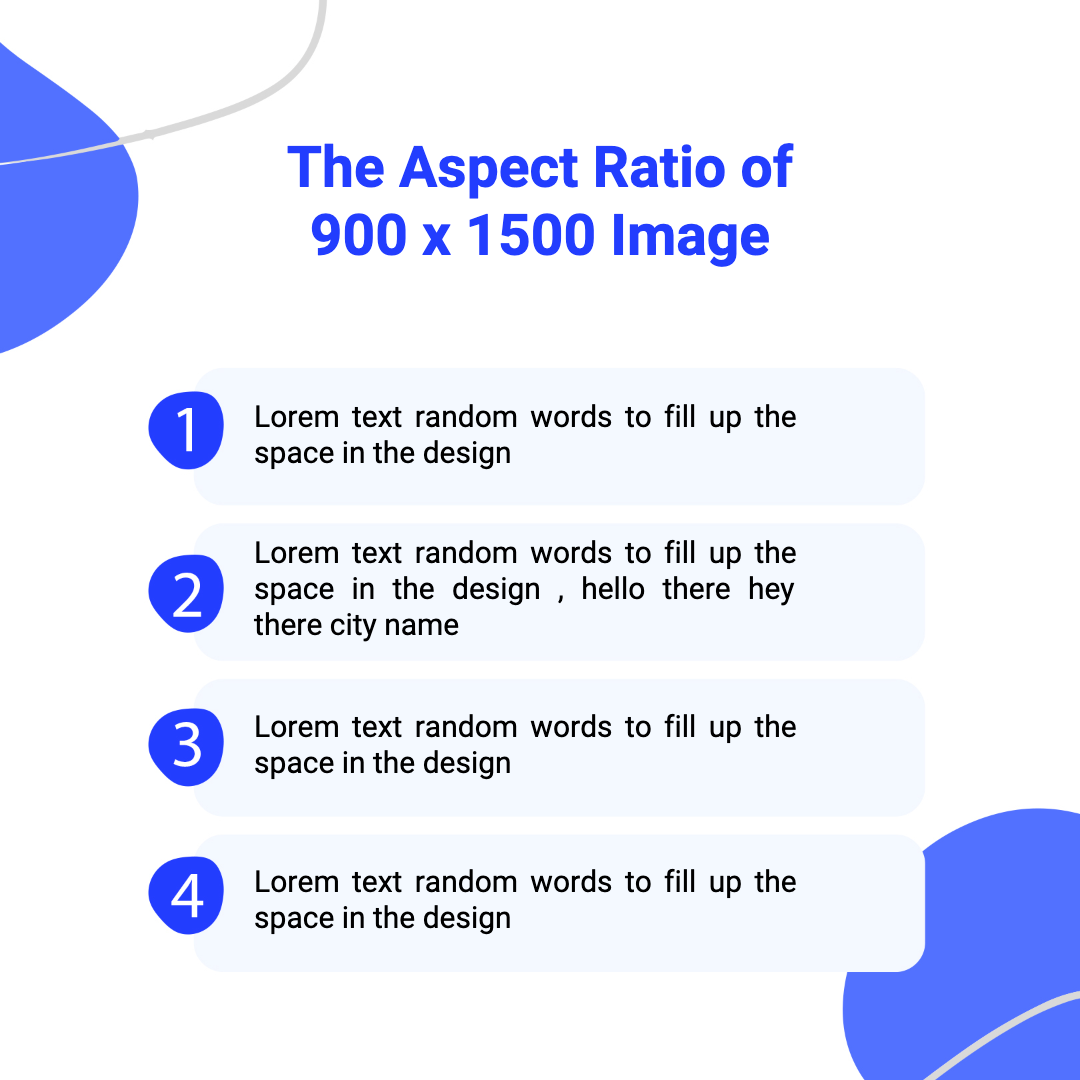 The Aspect Ratio of
900 x 1500 Image
1
Lorem text random words to fill up the
space in the design
2
Lorem text random words to fill up the
space in the design , hello there hey
there city name
3
Lorem text random words to fill up the
space in the design
4
Lorem text random words to fill up the
space in the design